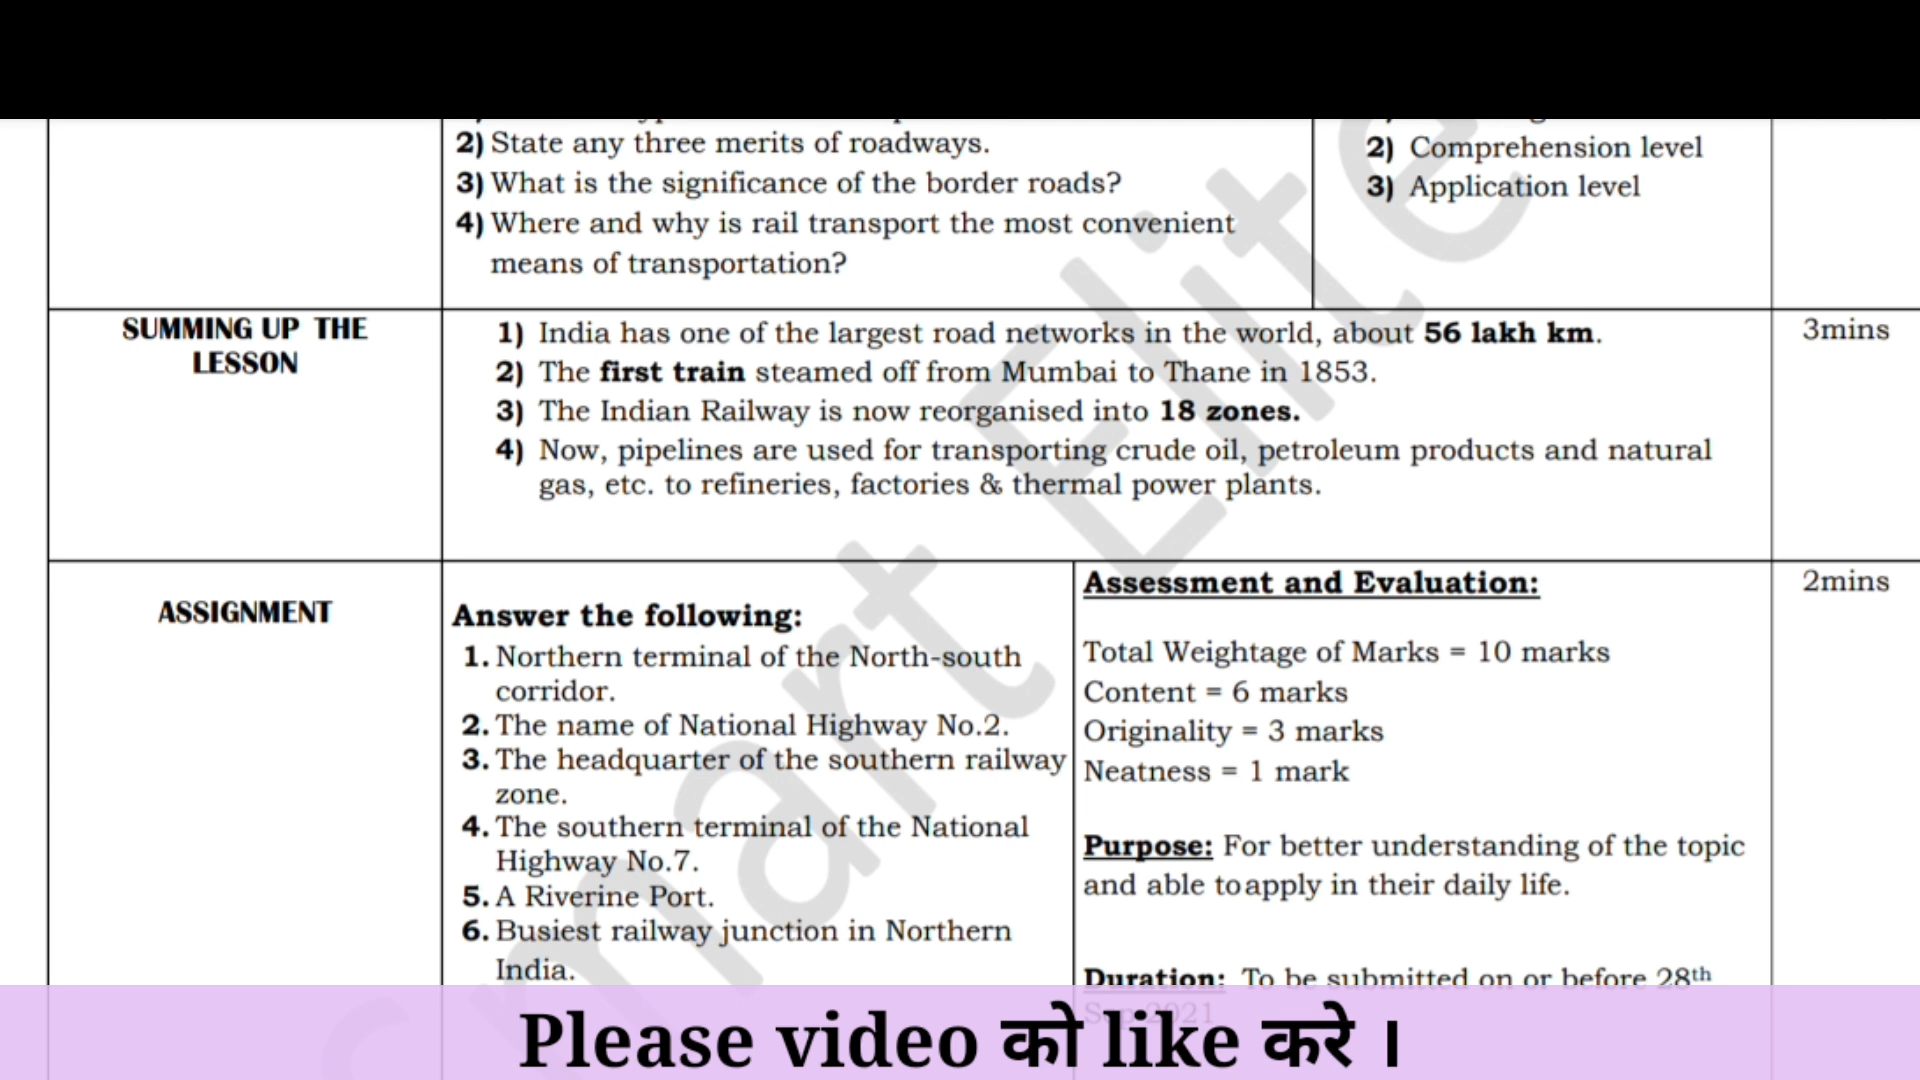 2) State any three merits of roadways.
3) What is the significance of the border roads?
4) Where and why is rail transport the most convenient
means of transportation?
2) Comprehension level
3) Application level
SUMMING UP THE
LESSON
1) India has one of the largest road networks in the world, about 56 lakh km.
2) The first train steamed off from Mumbai to Thane in 1853.
3) The Indian Railway is now reorganised into 18 zones.
4) Now, pipelines are used for transporting crude oil, petroleum products and natural
gas, etc. to refineries, factories & thermal power plants.
3mins
ASSIGNMENT
Answer the following:
1. Northern terminal of the North-south
corridor.
2. The name of National Highway No.2.
3. The headquarter of the southern railway
zone.
4. The southern terminal of the National
Highway No.7.
5. A Riverine Port.
6. Busiest railway junction in Northern
India.
Assessment and Evaluation:
Total Weightage of Marks = 10 marks
Content = 6 marks
Originality = 3 marks
Neatness = 1 mark
Purpose: For better understanding of the topic
and able to apply in their daily life.
Duration: To be submitted on or before 28th
2mins
Smart Elite
Please video को like करे ।